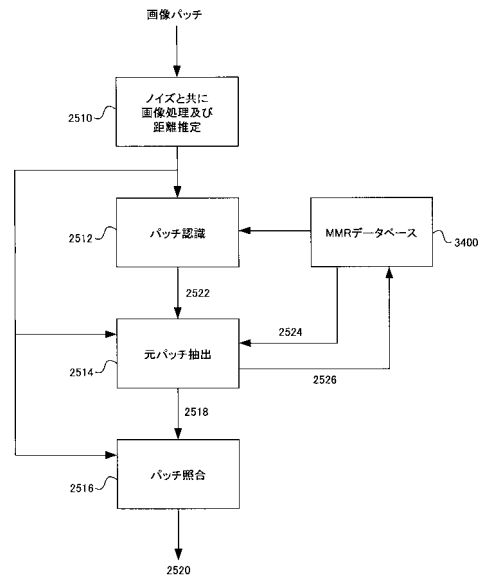 画像パッチ
ノイズと共に
画像処理及び
距離推定
2510
パッチ認識
2512
MMRデータベース
3400
2522
2524
元パッチ抽出
2514
2526
2518
パッチ照合
2516
2520